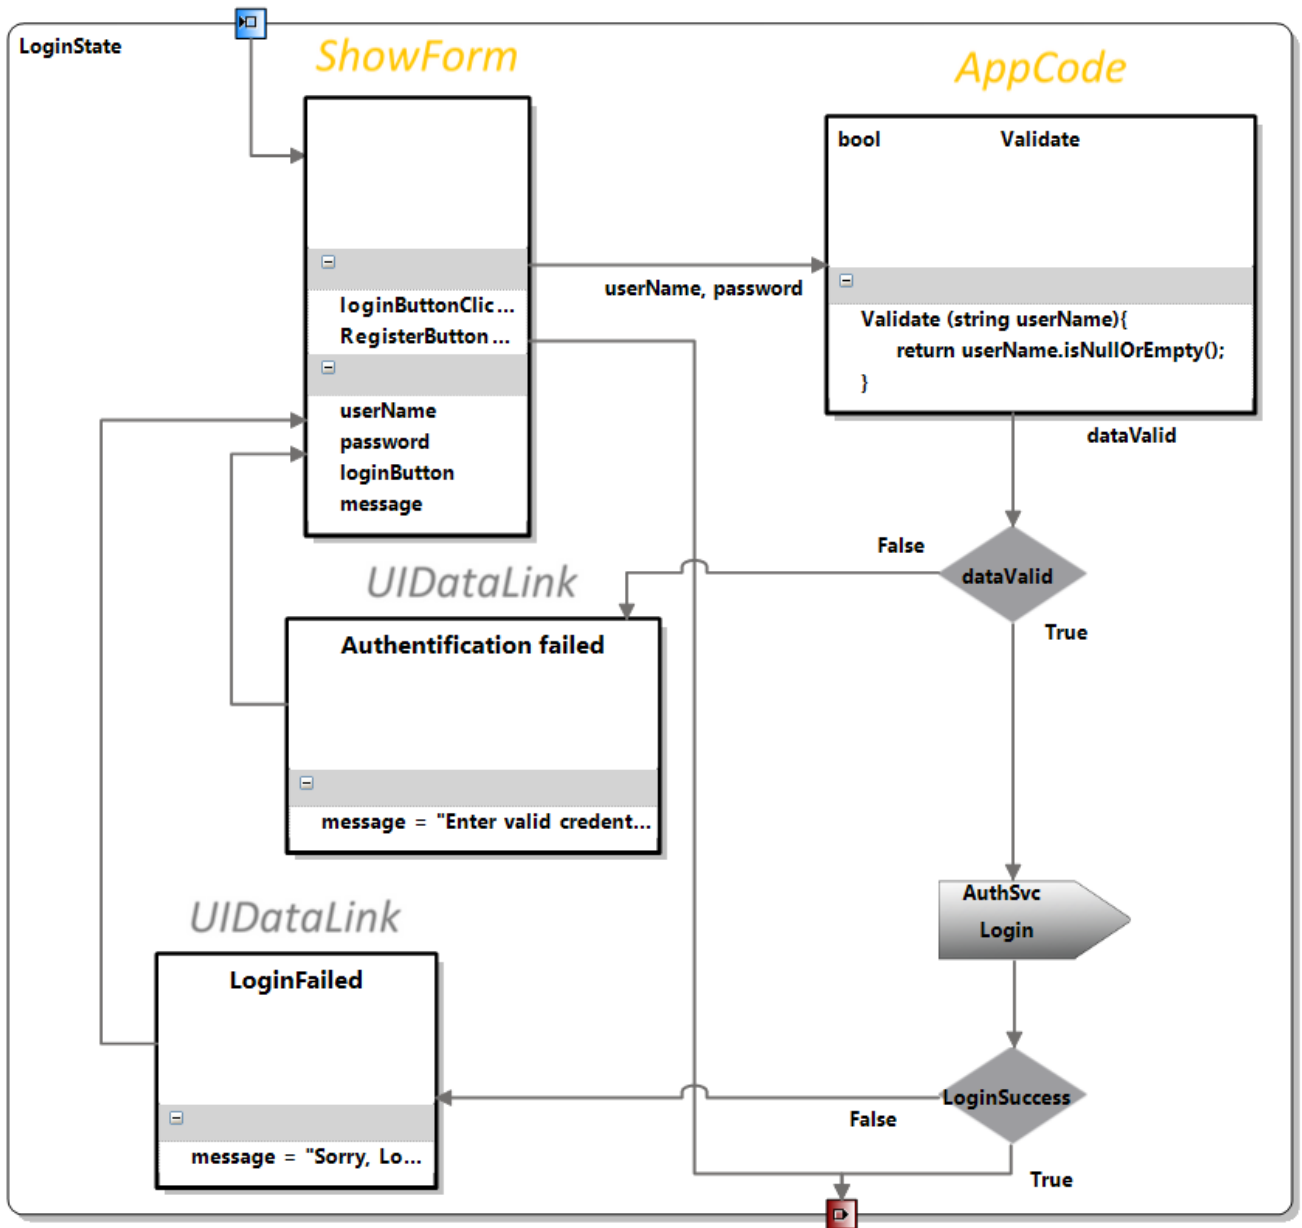 LoginState
ShowForm
AppCode
bool Validate
loginButtonClic...
RegisterButton...
userName, password
Validate (string userName){
return userName.isNullOrEmpty();
}
userName
password
loginButton
message
dataValid
False
dataValid
True
UIDataLink
Authentification failed
message = "Enter valid credent...
AuthSvc
Login
UIDataLink
LoginFailed
message = "Sorry, Lo...
LoginSuccess
False
True